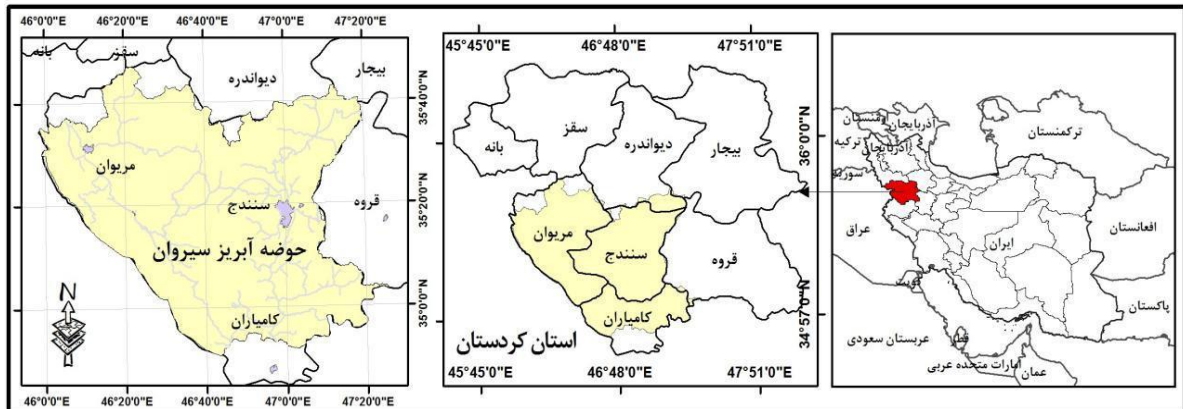 46°0'0"E 46°20'0"E 46°40'0"E 47°0'0"E 47°20'0"E
بانه
سقز
دیواندره
بیجار
35°40'0"N
مریوان
سنندج
35°20'0"N
قروه
حوضه آبریز سیروان
N
35°0'0"N
کامیاران
46°0'0"E 46°20'0"E 46°40'0"E 47°0'0"E 47°20'0"E
45°45'0"E 46°48'0"E 47°51'0"E
سقز
36°0'0"N
بانه
دیواندره
بیجار
مریوان
سنندج
قروه
کامیاران
34°57'0"N
استان کردستان
45°45'0"E 46°48'0"E 47°51'0"E
آذربایجان
ترکمنستان
ترکیه
آذربایجان
عراق
ایران
افغانستان
کویت
پاکستان
عربستان سعودی
قطر
امارات متحده عربی
عمان